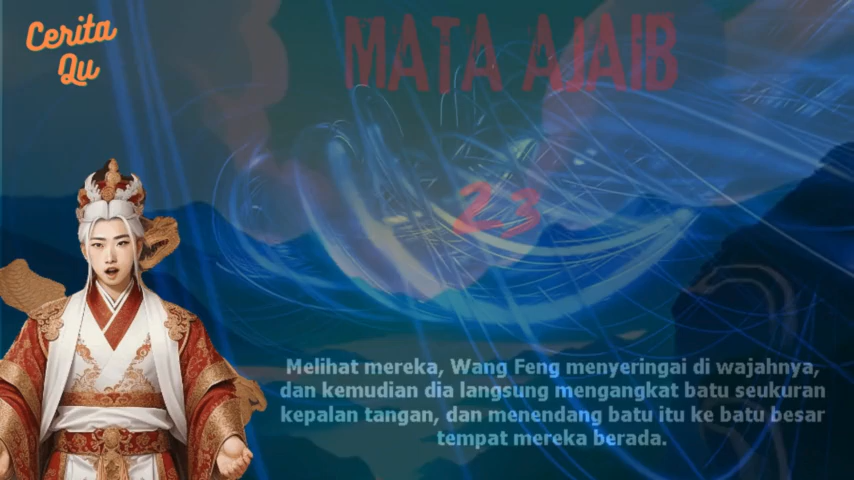 Cerita
Qu
MATA AJAIB
23
Melihat mereka, Wang Feng menyeringai di wajahnya,
dan kemudian dia langsung mengangkat batu seukuran
kepalan tangan, dan menendang batu itu ke batu besar
tempat mereka berada.